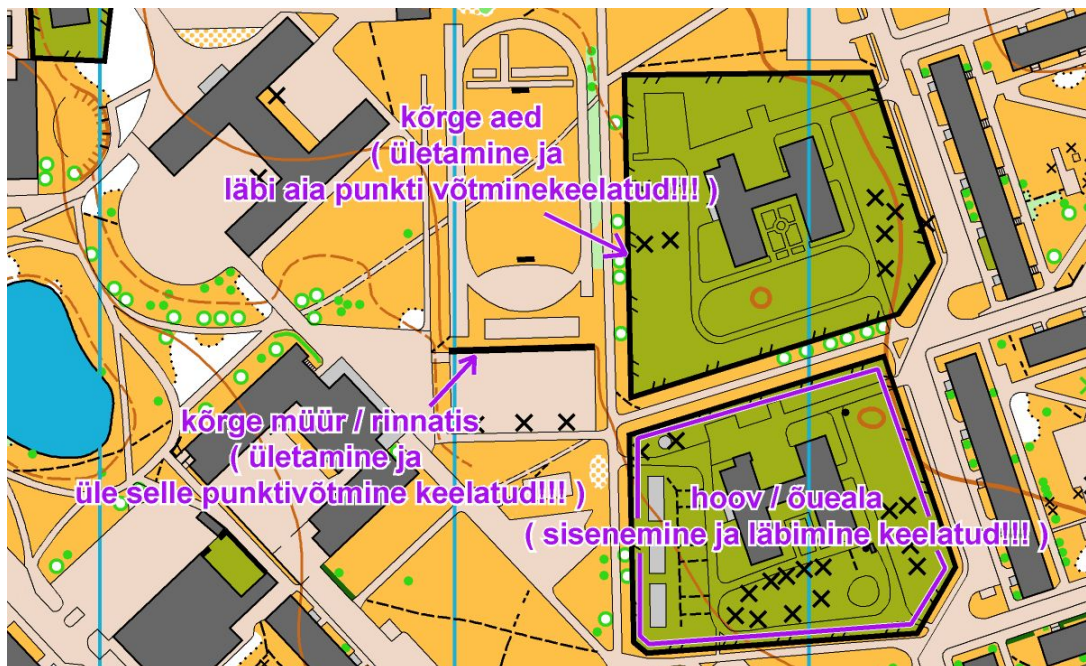 kõrge aed
( ületamine ja
läbi aia punkti võtminekeelatud!!! )
kõrge müür / rinnatis
( ületamine ja
üle selle punktivõtmine keelatud!!! )
hoov / õueala
( sisenemine ja läbimine keelatud!!! )